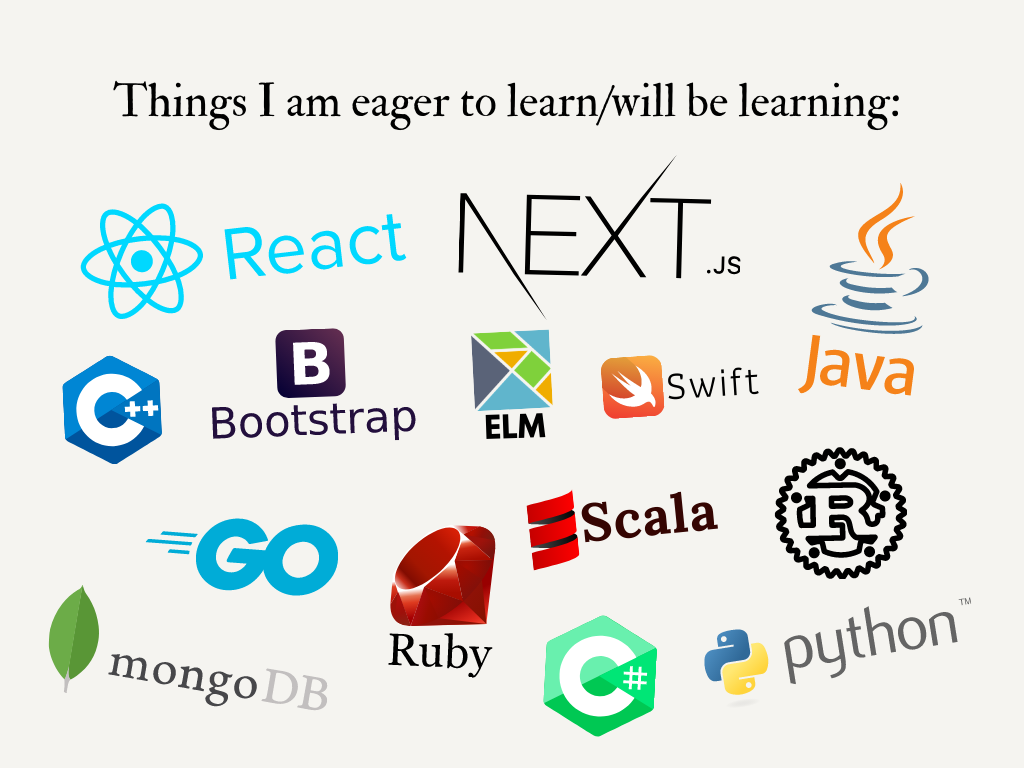 Things I am eager to learn/will be learning:
React
NEXT.JS
Java
C++
B
Bootstrap
ELM
Swift
GO
Ruby
Scala
R
mongoDB
C#
python™